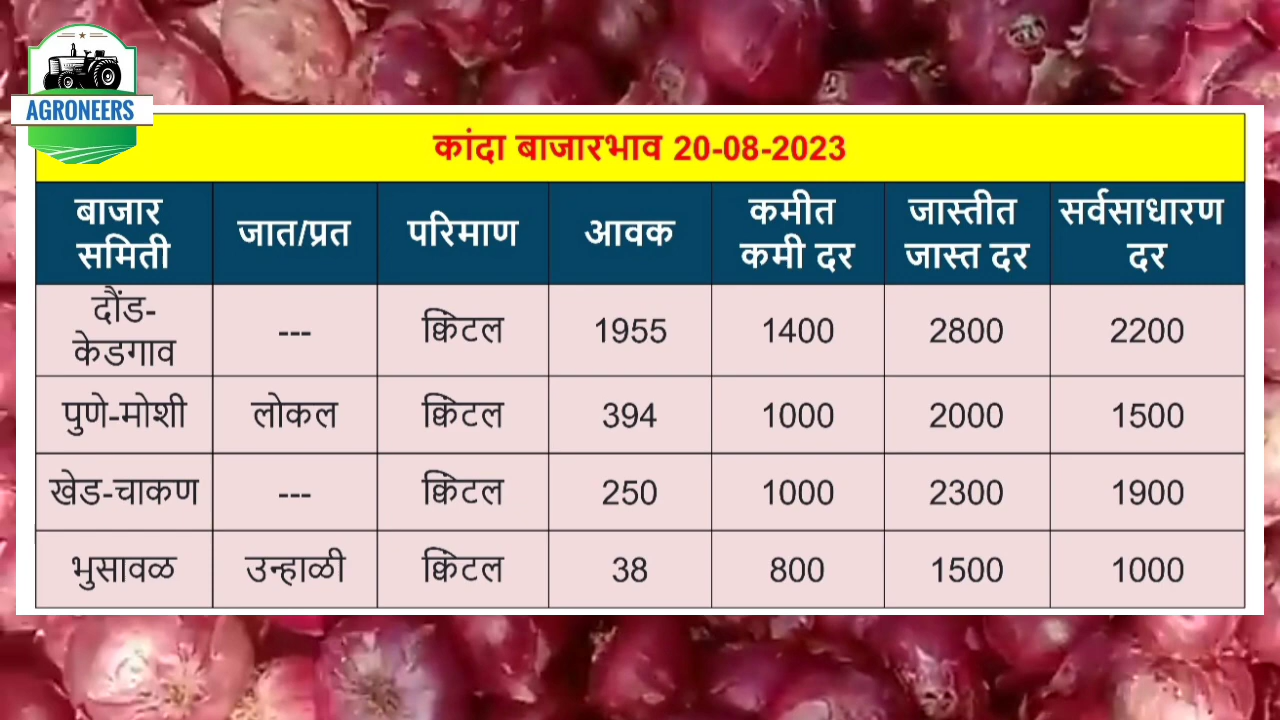 AGRONEERS
कांदा बाजारभाव 20-08-2023
बाजार समिती जात/प्रत परिमाण आवक कमीत कमी दर जास्तीत जास्त दर सर्वसाधारण दर
दौंड-केडगाव --- क्विंटल 1955 1400 2800 2200
पुणे-मोशी लोकल क्विंटल 394 1000 2000 1500
खेड-चाकण --- क्विंटल 250 1000 2300 1900
भुसावळ उन्हाळी क्विंटल 38 800 1500 1000